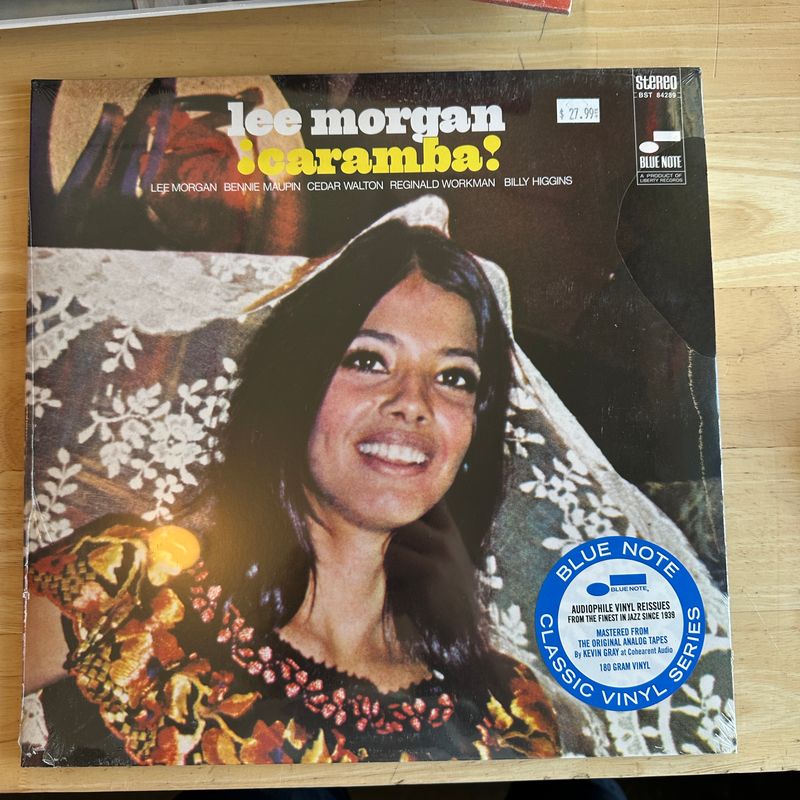 lee morgan
¡caramba!
LEE MORGAN BENNIE MAUPIN CEDAR WALTON REGINALD WORKMAN BILLY HIGGINS
$ 27.99
STEREO
BST 84289
BLUE NOTE
A PRODUCT OF
LIBERTY RECORDS
BLUE NOTE
BLUE NOTE
AUDIOPHILE VINYL REISSUES
FROM THE FINEST IN JAZZ SINCE 1939
MASTERED FROM
THE ORIGINAL ANALOG TAPES
By KEVIN GRAY at Cohearent Audio
180 GRAM VINYL
CLASSIC VINYL SERIES